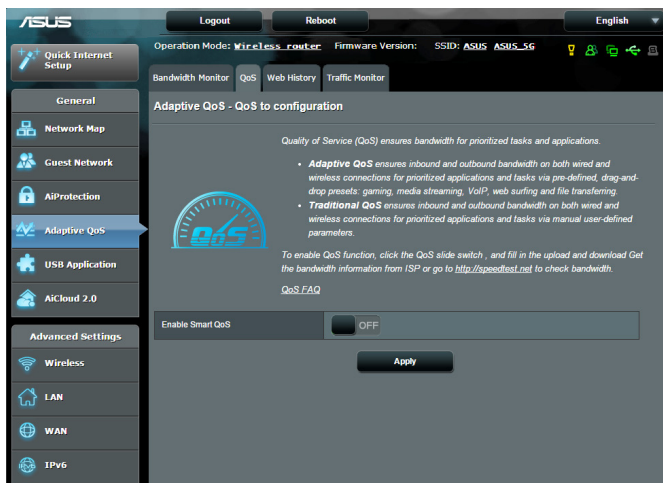 ASUS
Logout Reboot English
Quick Internet
Setup
Operation Mode: Wireless router Firmware Version: SSID: ASUS ASUS_5G
Bandwidth Monitor QoS Web History Traffic Monitor
General
Network Map
Guest Network
AiProtection
Adaptive QoS
USB Application
AiCloud 2.0
Advanced Settings
Wireless
LAN
WAN
IPv6
Adaptive QoS - QoS to configuration
Quality of Service (QoS) ensures bandwidth for prioritized tasks and applications.
• Adaptive QoS ensures inbound and outbound bandwidth on both wired and
wireless connections for prioritized applications and tasks via pre-defined, drag-and-
drop presets: gaming, media streaming, VoIP, web surfing and file transferring.
• Traditional QoS ensures inbound and outbound bandwidth on both wired and
wireless connections for prioritized applications and tasks via manual user-defined
parameters.
QoS
To enable QoS function, click the QoS slide switch , and fill in the upload and download Get
the bandwidth information from ISP or go to http://speedtest.net to check bandwidth.
QoS FAQ
Enable Smart QoS OFF
Apply